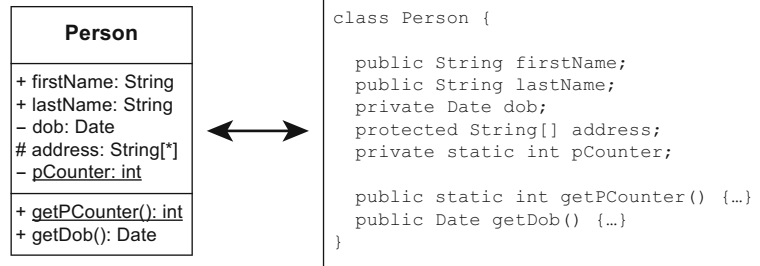 Person
+ firstName: String
+ lastName: String
– dob: Date
# address: String[*]
– pCounter: int
+ getPCounter(): int
+ getDob(): Date
class Person {
public String firstName;
public String lastName;
private Date dob;
protected String[] address;
private static int pCounter;
public static int getPCounter() {…}
public Date getDob() {…}
}